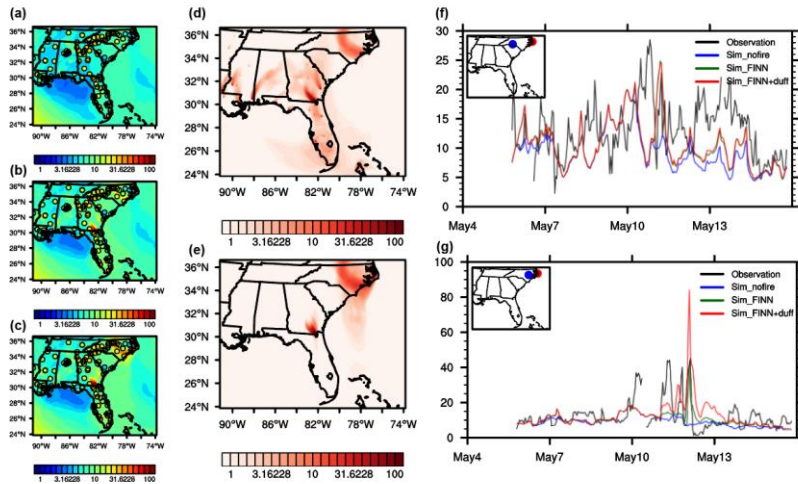 (a)
36°N
34°N
32°N
30°N
28°N
26°N
24°N
90°W 86°W 82°W 78°W 74°W
1 3.16228 10 31.6228 100
(b)
36°N
34°N
32°N
30°N
28°N
26°N
24°N
90°W 86°W 82°W 78°W 74°W
1 3.16228 10 31.6228 100
(c)
36°N
34°N
32°N
30°N
28°N
26°N
24°N
90°W 86°W 82°W 78°W 74°W
1 3.16228 10 31.6228 100
(d)
36°N
34°N
32°N
30°N
28°N
26°N
24°N
90°W 86°W 82°W 78°W 74°W
1 3.16228 10 31.6228 100
(e)
36°N
34°N
32°N
30°N
28°N
26°N
24°N
90°W 86°W 82°W 78°W 74°W
1 3.16228 10 31.6228 100
(f)
30
25
20
15
10
5
0
Observation
Sim_nofire
Sim_FINN
Sim_FINN+duff
May4 May7 May10 May13
(g)
100
80
60
40
20
0
Observation
Sim_nofire
Sim_FINN
Sim_FINN+duff
May4 May7 May10 May13